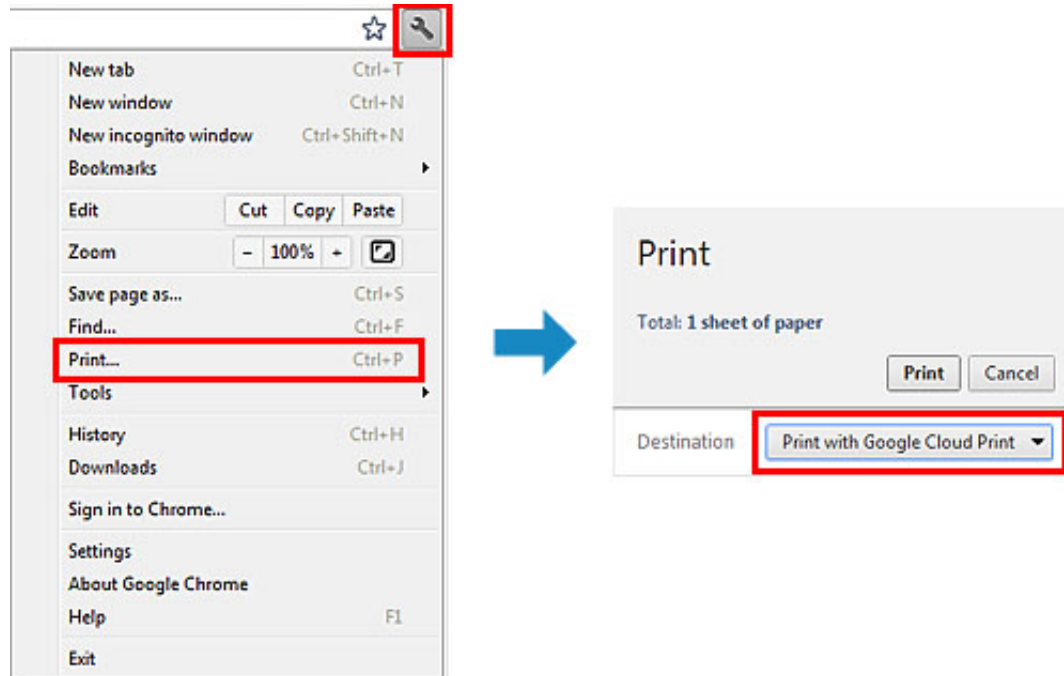 New tab Ctrl+T
New window Ctrl+N
New incognito window Ctrl+Shift+N
Bookmarks
Edit Cut Copy Paste
Zoom - 100% +
Save page as... Ctrl+S
Find... Ctrl+F
Print... Ctrl+P
Tools
History Ctrl+H
Downloads Ctrl+J
Sign in to Chrome...
Settings
About Google Chrome
Help F1
Exit
Print
Total: 1 sheet of paper
Print Cancel
Destination Print with Google Cloud Print